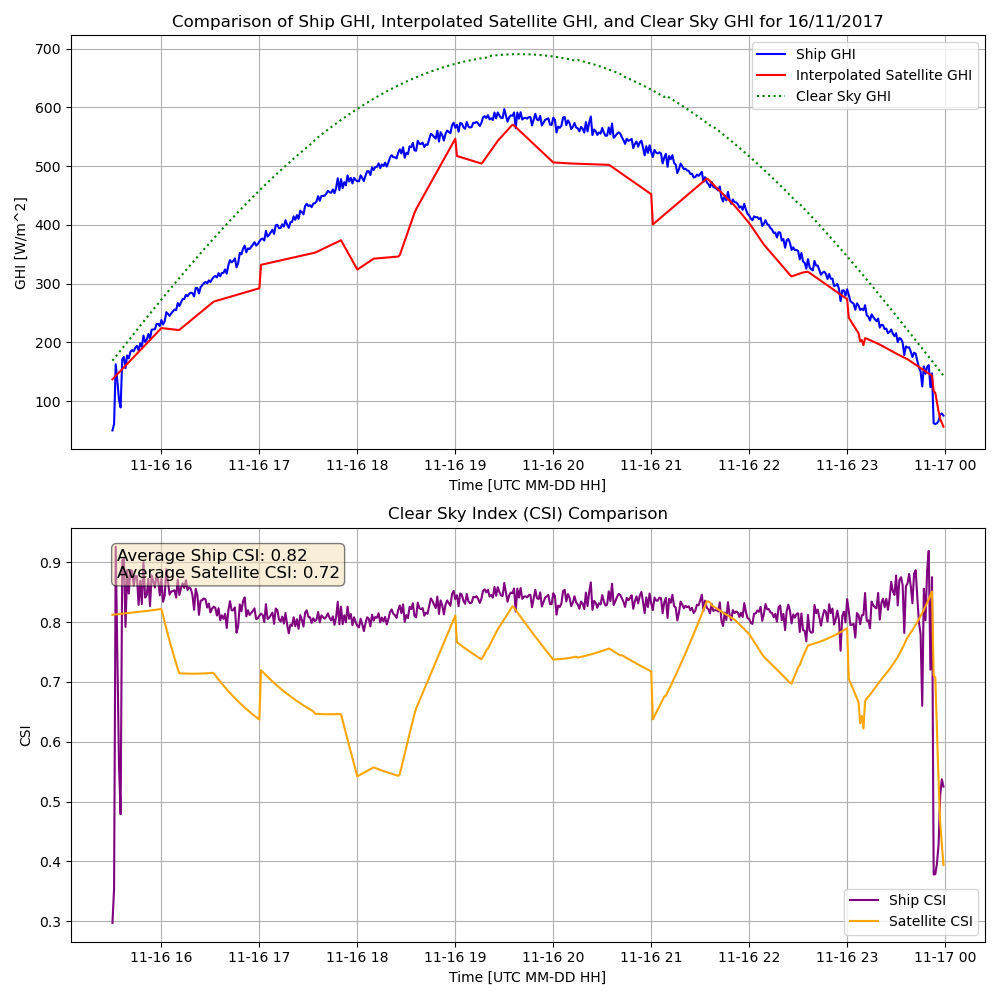 Comparison of Ship GHI, Interpolated Satellite GHI, and Clear Sky GHI for 16/11/2017
GHI [W/m^2]
700
600
500
400
300
200
100
Ship GHI
Interpolated Satellite GHI
Clear Sky GHI
11-16 16 11-16 17 11-16 18 11-16 19 11-16 20 11-16 21 11-16 22 11-16 23 11-17 00
Time [UTC MM-DD HH]
Clear Sky Index (CSI) Comparison
CSI
0.9
0.8
0.7
0.6
0.5
0.4
0.3
Average Ship CSI: 0.82
Average Satellite CSI: 0.72
Ship CSI
Satellite CSI
11-16 16 11-16 17 11-16 18 11-16 19 11-16 20 11-16 21 11-16 22 11-16 23 11-17 00
Time [UTC MM-DD HH]